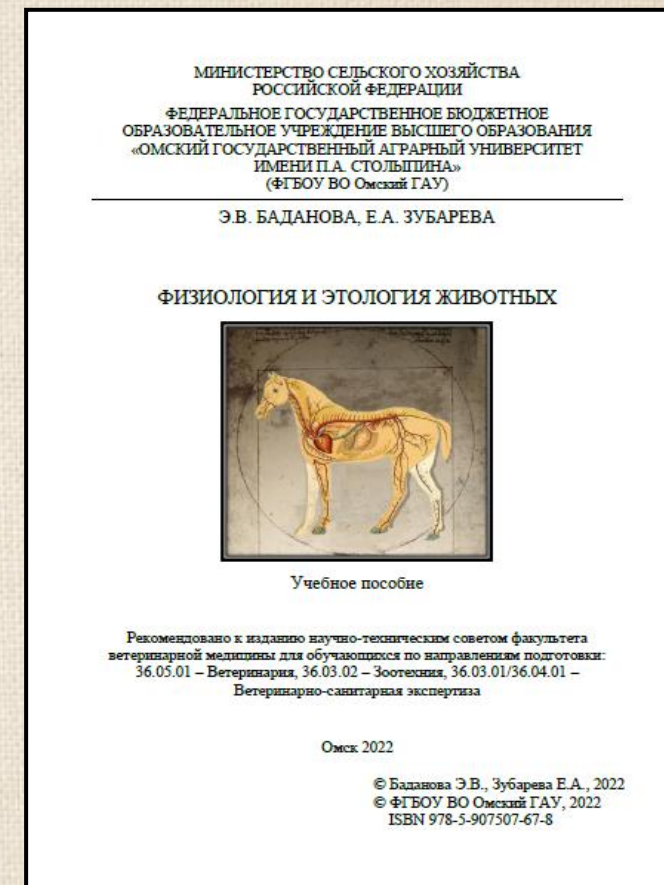 МИНИСТЕРСТВО СЕЛЬСКОГО ХОЗЯЙСТВА
РОССИЙСКОЙ ФЕДЕРАЦИИ
ФЕДЕРАЛЬНОЕ ГОСУДАРСТВЕННОЕ БЮДЖЕТНОЕ
ОБРАЗОВАТЕЛЬНОЕ УЧРЕЖДЕНИЕ ВЫСШЕГО ОБРАЗОВАНИЯ
«ОМСКИЙ ГОСУДАРСТВЕННЫЙ АГРАРНЫЙ УНИВЕРСИТЕТ
ИМЕНИ П.А. СТОЛЫПИНА»
(ФГБОУ ВО Омский ГАУ)
Э.В. БАДАНОВА, Е.А. ЗУБАРЕВА
ФИЗИОЛОГИЯ И ЭТОЛОГИЯ ЖИВОТНЫХ
Учебное пособие
Рекомендовано к изданию научно-техническим советом факультета
ветеринарной медицины для обучающихся по направлениям подготовки:
36.05.01 – Ветеринария, 36.03.02 – Зоотехния, 36.03.01/36.04.01 –
Ветеринарно-санитарная экспертиза
Омск 2022
© Баданова Э.В., Зубарева Е.А., 2022
© ФГБОУ ВО Омский ГАУ, 2022
ISBN 978-5-907507-67-8